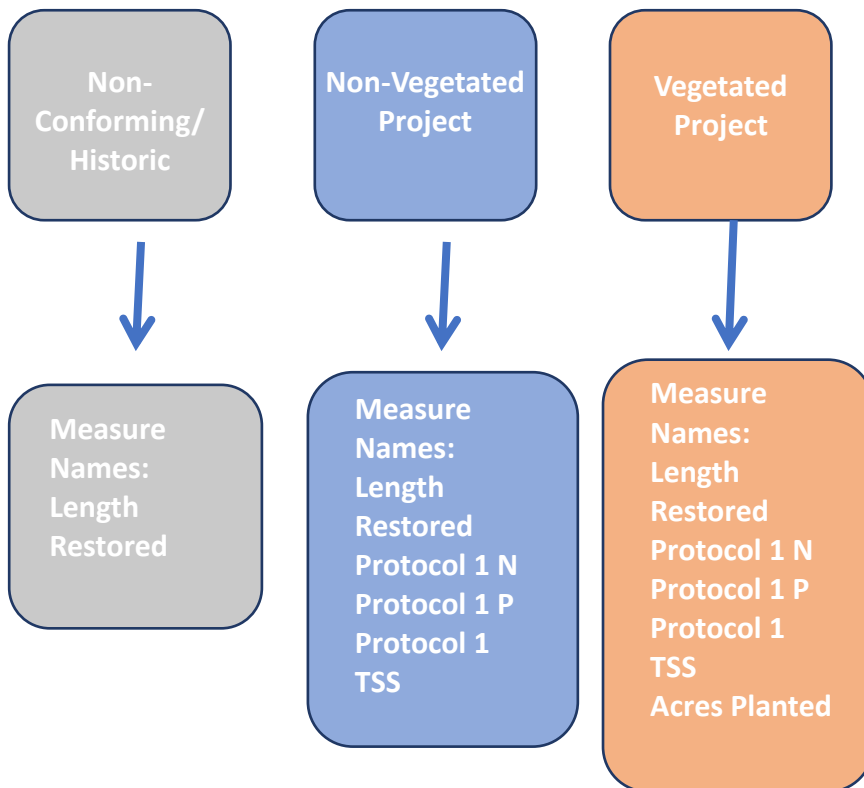 Non-
Conforming/
Historic
Non-Vegetated
Project
Vegetated
Project
Measure
Names:
Length
Restored
Measure
Names:
Length
Restored
Protocol 1 N
Protocol 1 P
Protocol 1
TSS
Measure
Names:
Length
Restored
Protocol 1 N
Protocol 1 P
Protocol 1
TSS
Acres Planted